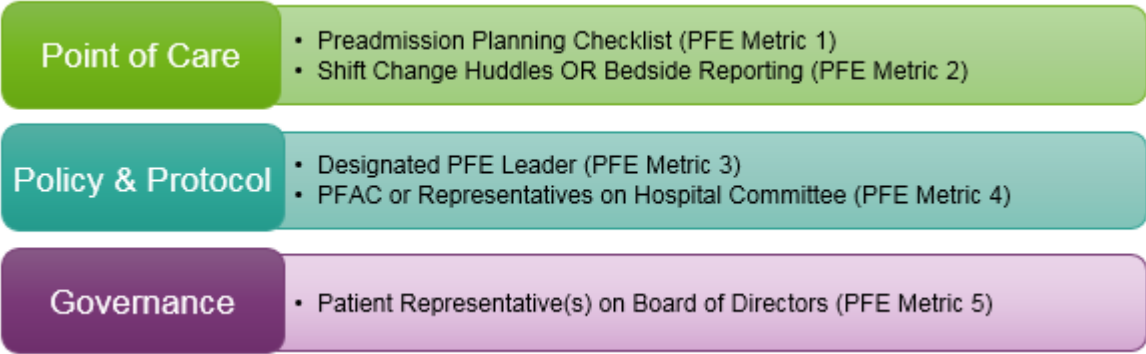 Point of Care
• Preadmission Planning Checklist (PFE Metric 1)
• Shift Change Huddles OR Bedside Reporting (PFE Metric 2)
Policy & Protocol
• Designated PFE Leader (PFE Metric 3)
• PFAC or Representatives on Hospital Committee (PFE Metric 4)
Governance
• Patient Representative(s) on Board of Directors (PFE Metric 5)